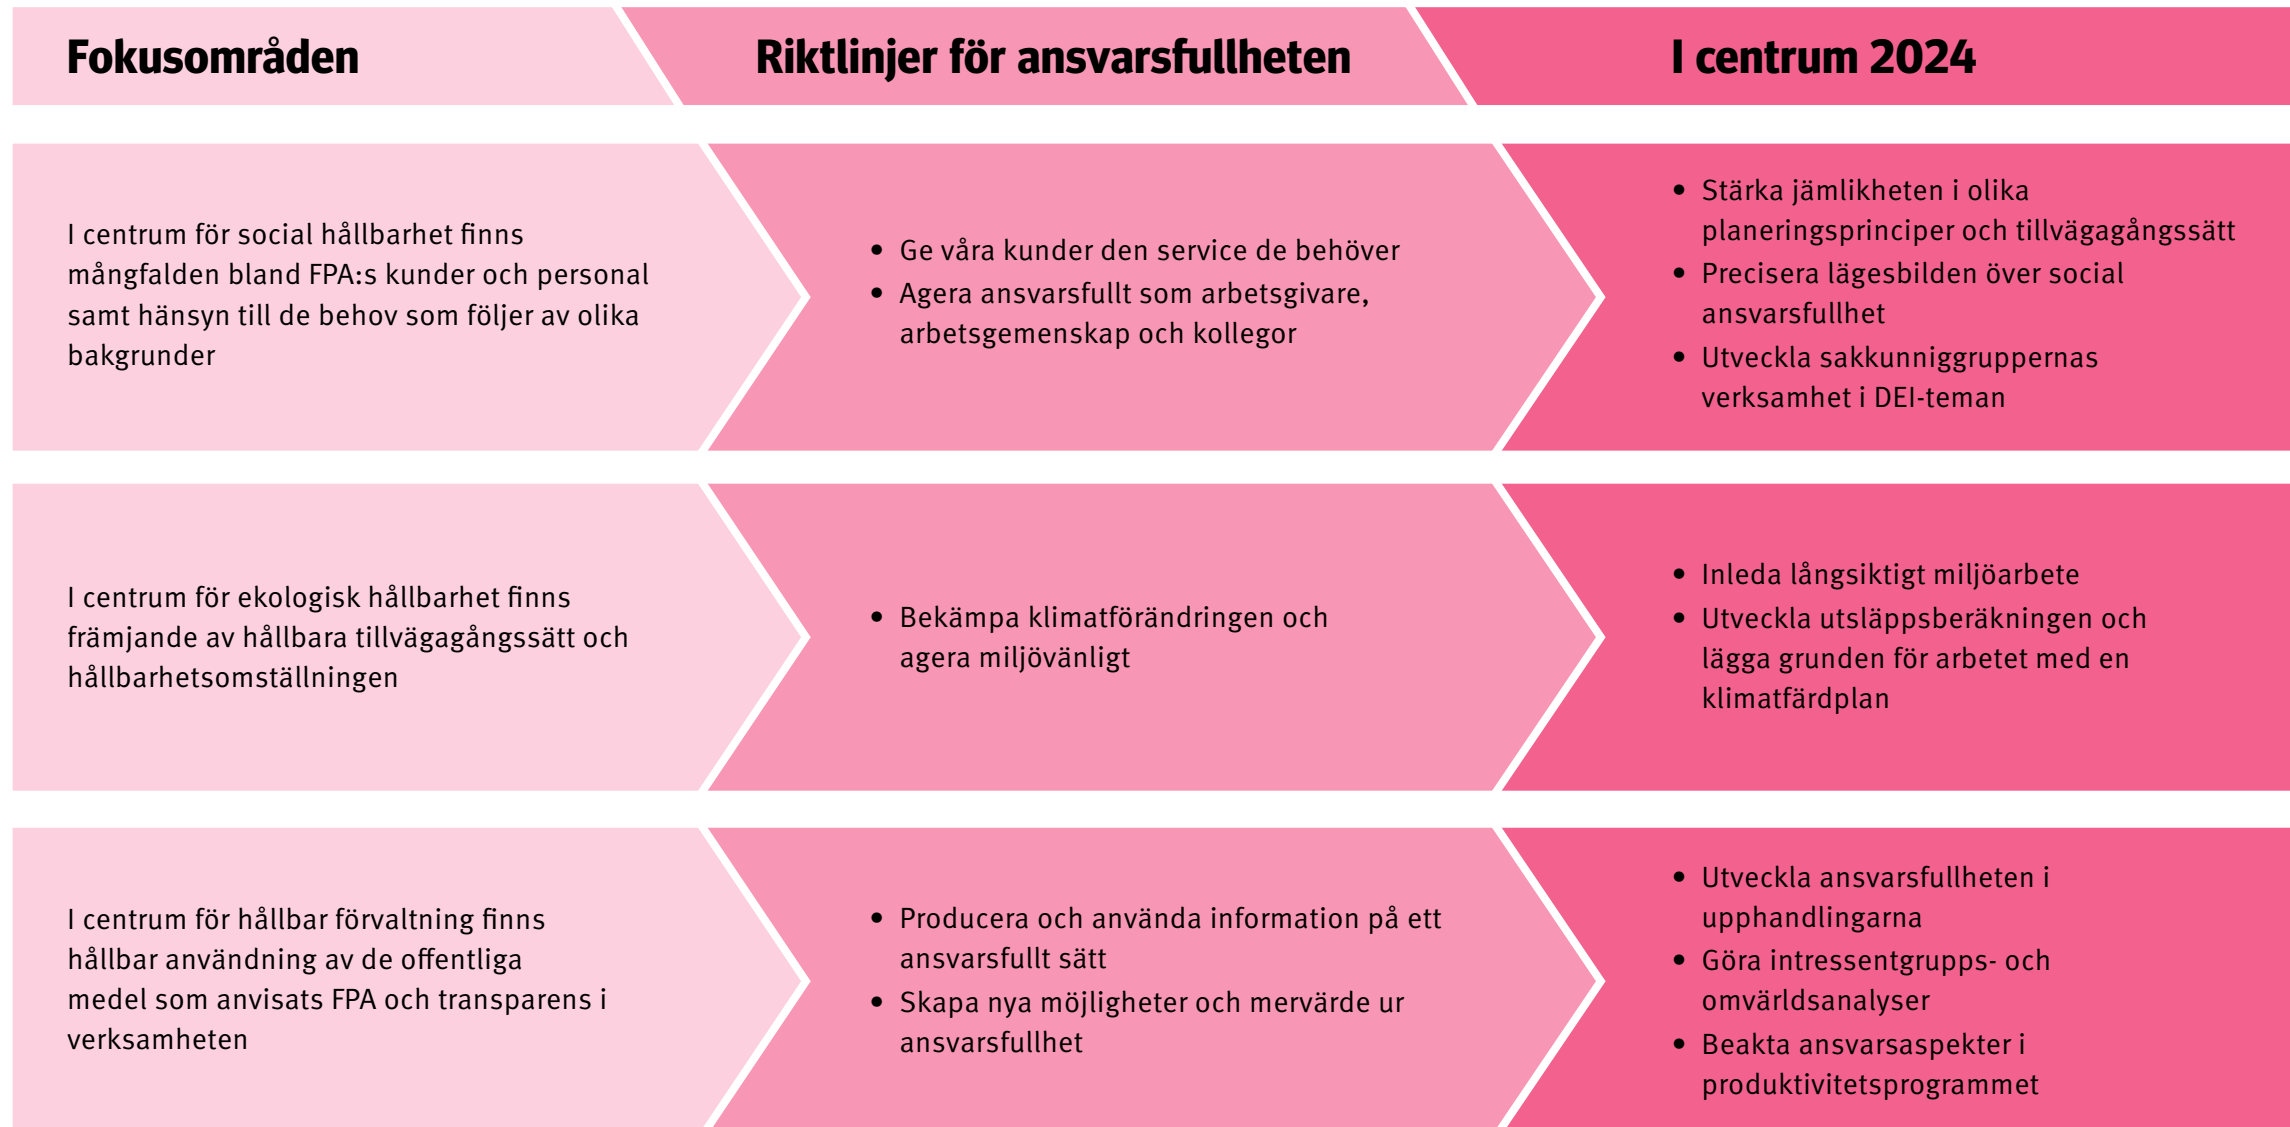 Fokusområden
Riktlinjer för ansvarsfullheten
I centrum 2024
I centrum för social hållbarhet finns
mångfalden bland FPA:s kunder och personal
samt hänsyn till de behov som följer av olika
bakgrunder
• Ge våra kunder den service de behöver
• Agera ansvarsfullt som arbetsgivare,
arbetsgemenskap och kollegor
• Stärka jämlikheten i olika
planeringsprinciper och tillvägagångssätt
• Precisera lägesbilden över social
ansvarsfullhet
• Utveckla sakkunniggruppernas
verksamhet i DEI-teman
I centrum för ekologisk hållbarhet finns
främjande av hållbara tillvägagångssätt och
hållbarhetsomställningen
• Bekämpa klimatförändringen och
agera miljövänligt
• Inleda långsiktigt miljöarbete
• Utveckla utsläppsberäkningen och
lägga grunden för arbetet med en
klimatfärdplan
I centrum för hållbar förvaltning finns
hållbar användning av de offentliga
medel som anvisats FPA och transparens i
verksamheten
• Producera och använda information på ett
ansvarsfullt sätt
• Skapa nya möjligheter och mervärde ur
ansvarsfullhet
• Utveckla ansvarsfullheten i
upphandlingarna
• Göra intressentgrupps- och
omvärldsanalyser
• Beakta ansvarsaspekter i
produktivitetsprogrammet